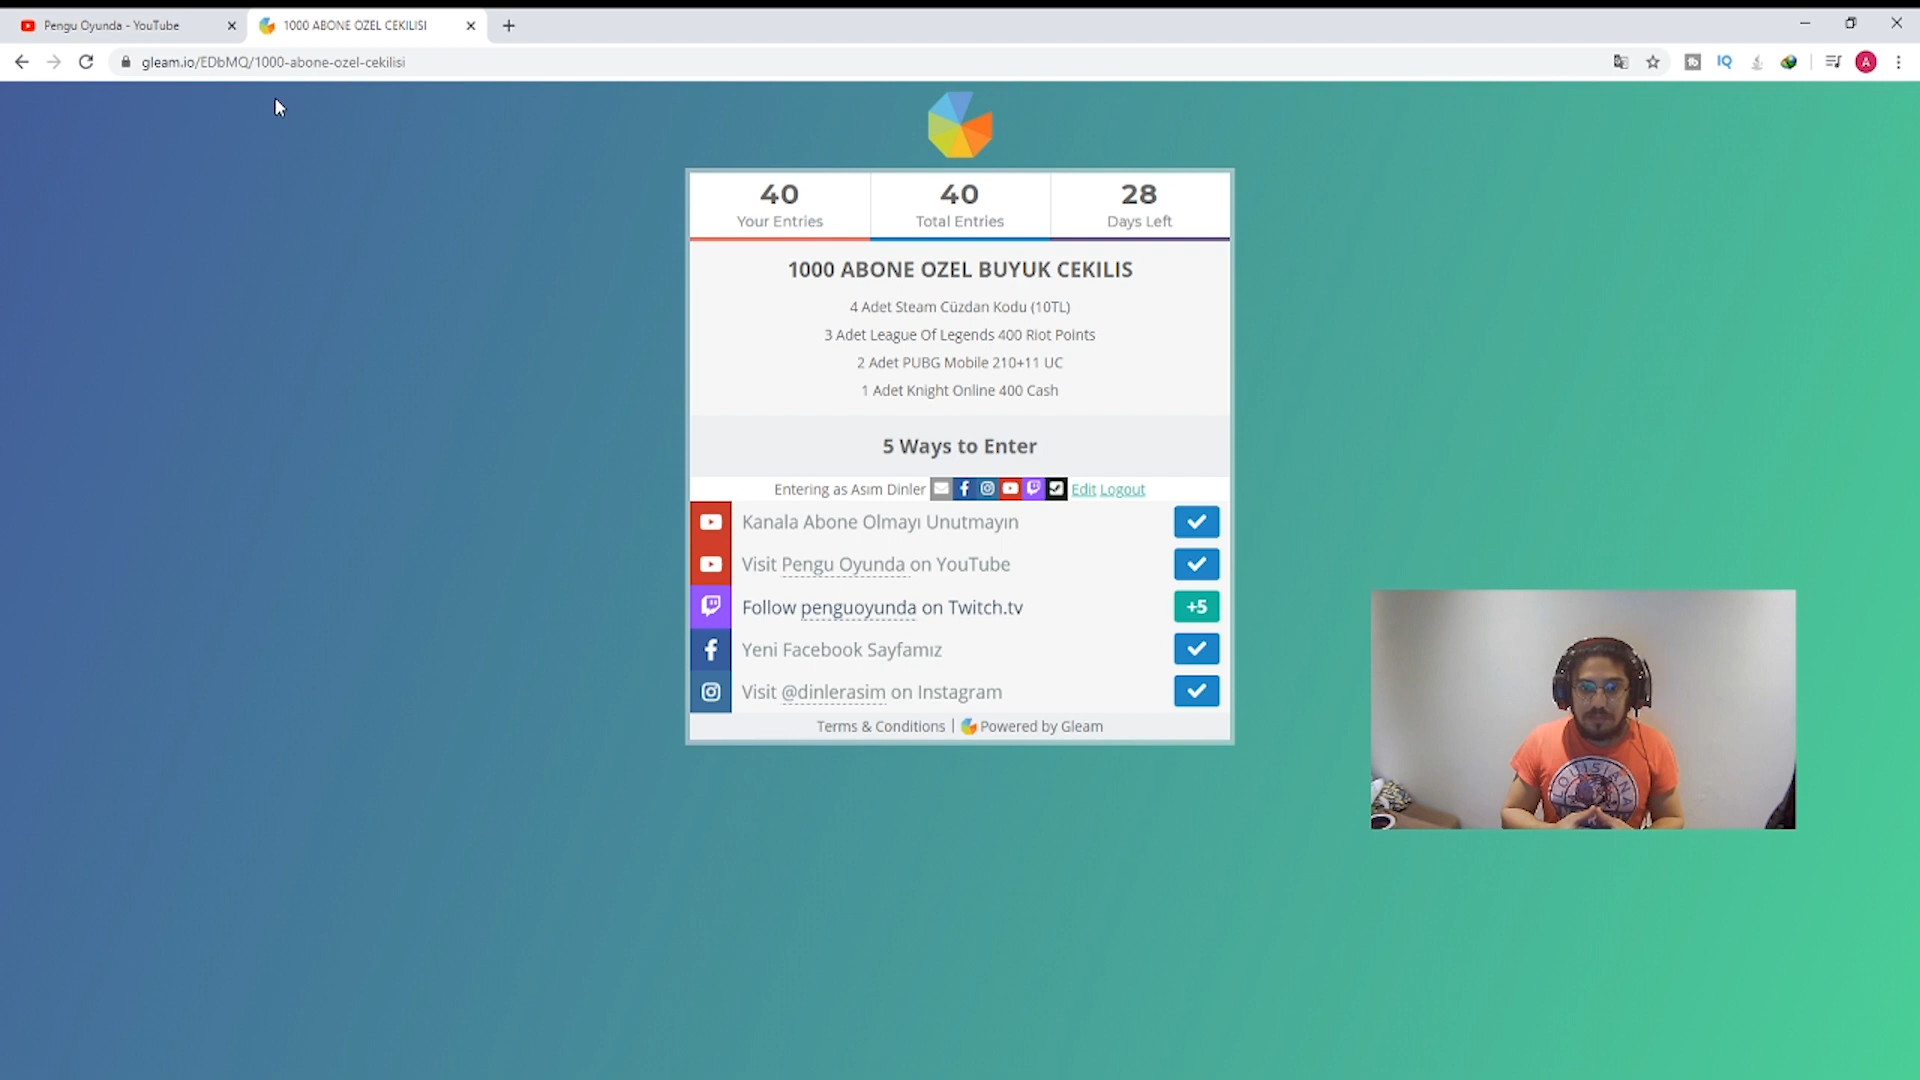 Pengu Oyunda - YouTube
1000 ABONE OZEL CEKILISI
gleam.io/EDbMQ/1000-abone-ozel-cekilisi
IQ
A
40
Your Entries
40
Total Entries
28
Days Left
1000 ABONE OZEL BUYUK CEKILIS
4 Adet Steam Cüzdan Kodu (10TL)
3 Adet League Of Legends 400 Riot Points
2 Adet PUBG Mobile 210+11 UC
1 Adet Knight Online 400 Cash
5 Ways to Enter
Entering as Asım Dinler Edit Logout
Kanala Abone Olmayı Unutmayın
Visit Pengu Oyunda on YouTube
Follow penguoyunda on Twitch.tv +5
Yeni Facebook Sayfamız
Visit @dinlerasim on Instagram
Terms & Conditions | Powered by Gleam
LOUISIANA